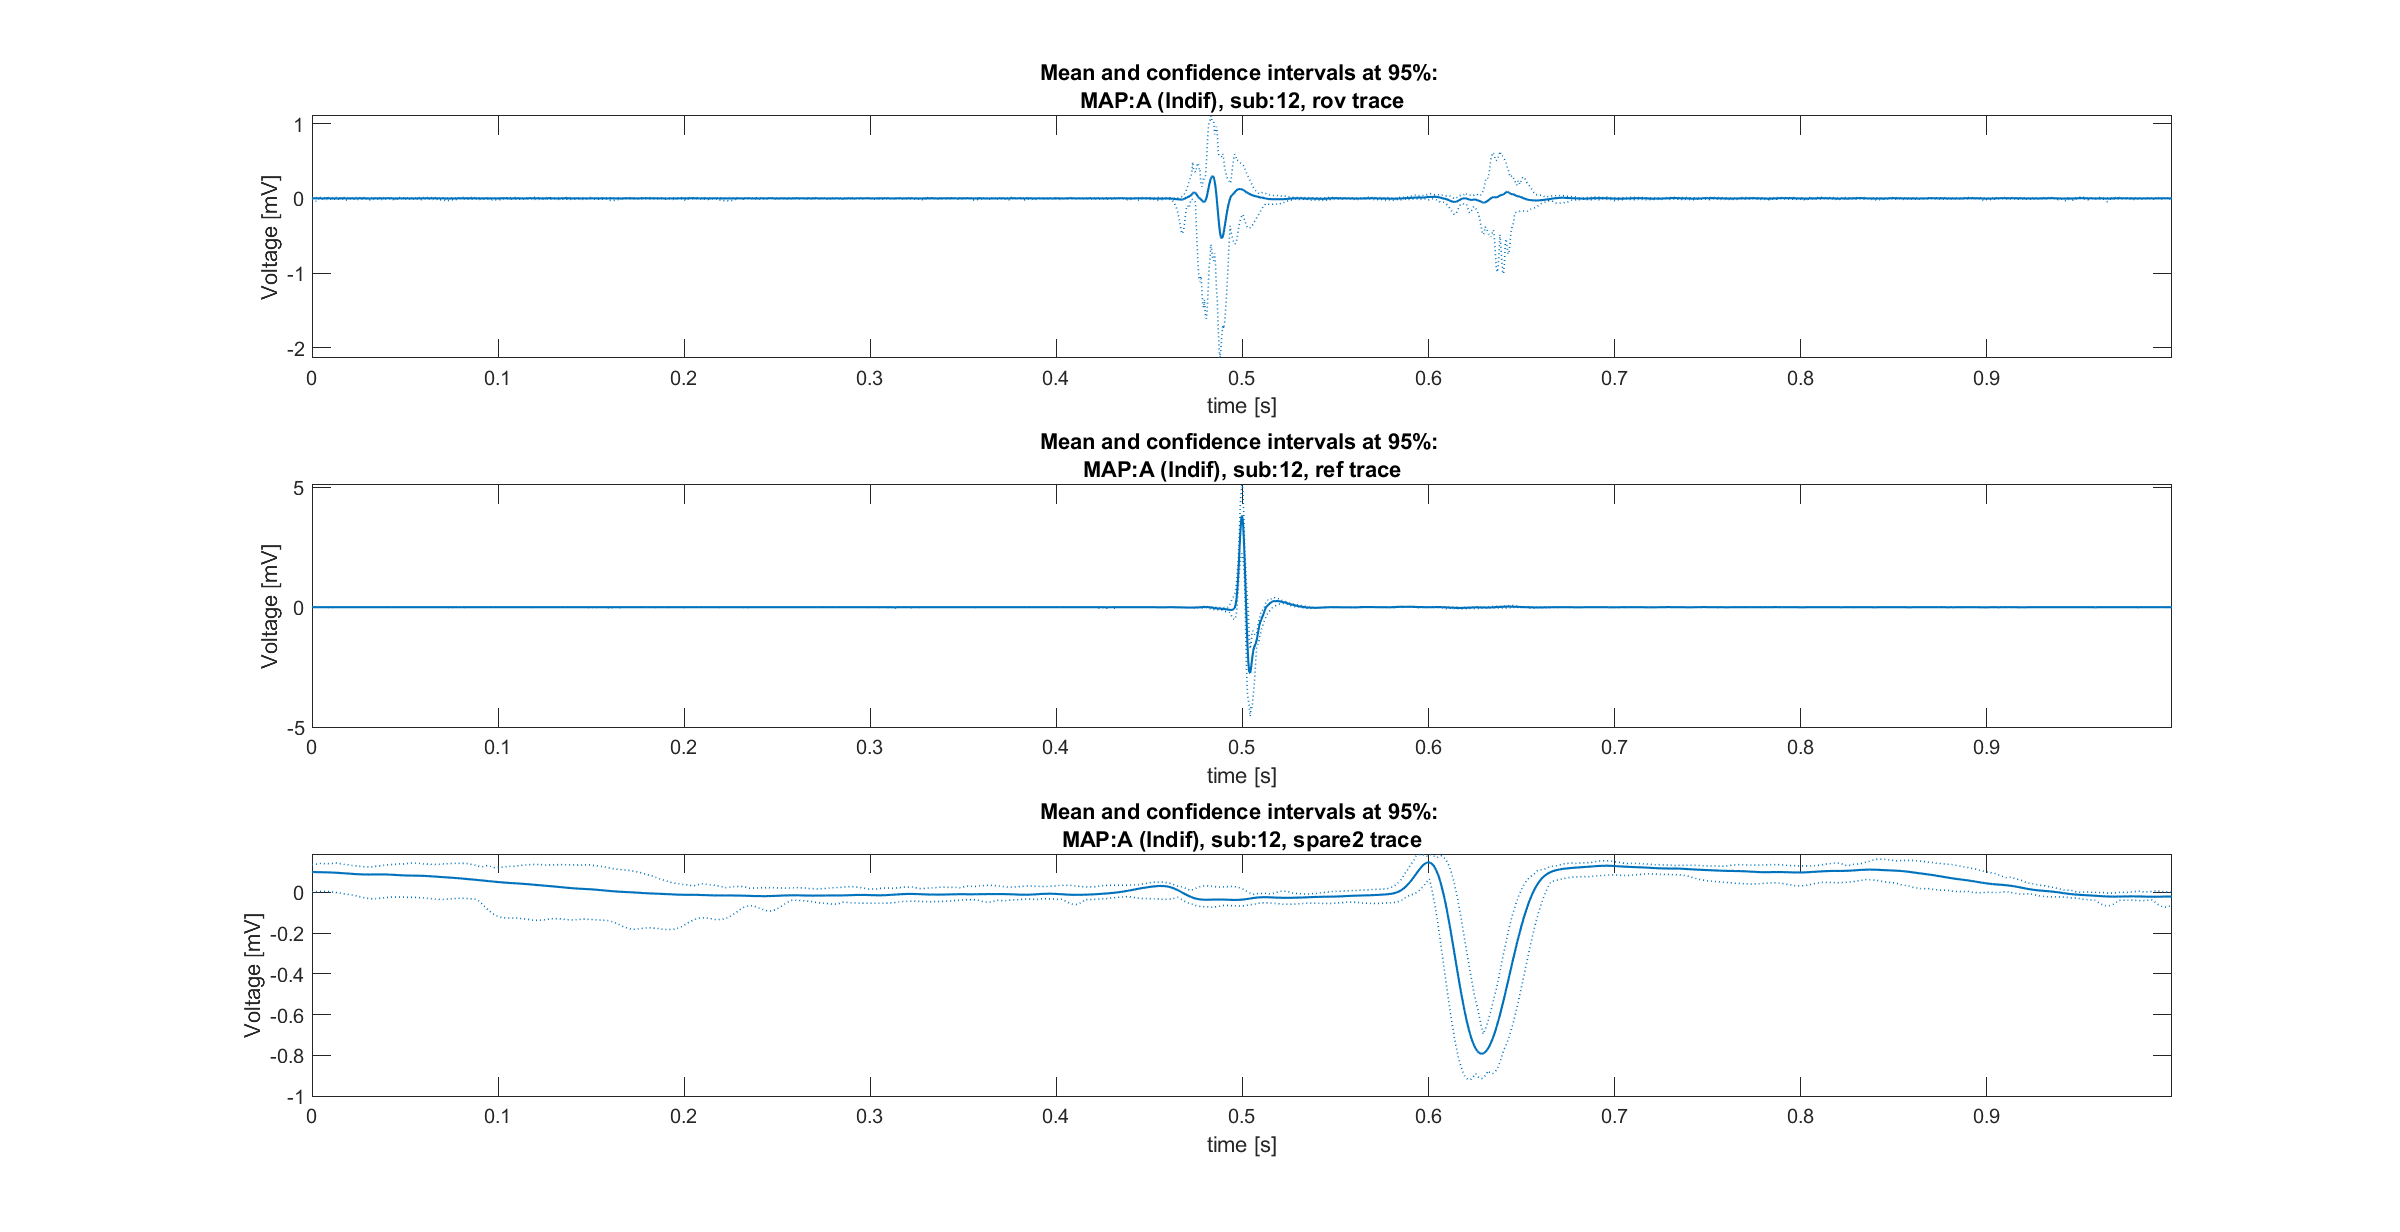 Mean and confidence intervals at 95%:
MAP:A (Indif), sub:12, rov trace
Voltage [mV]
1
0
-1
-2
0 0.1 0.2 0.3 0.4 0.5 0.6 0.7 0.8 0.9
time [s]
Mean and confidence intervals at 95%:
MAP:A (Indif), sub:12, ref trace
Voltage [mV]
5
0
-5
0 0.1 0.2 0.3 0.4 0.5 0.6 0.7 0.8 0.9
time [s]
Mean and confidence intervals at 95%:
MAP:A (Indif), sub:12, spare2 trace
Voltage [mV]
0
-0.2
-0.4
-0.6
-0.8
-1
0 0.1 0.2 0.3 0.4 0.5 0.6 0.7 0.8 0.9
time [s]